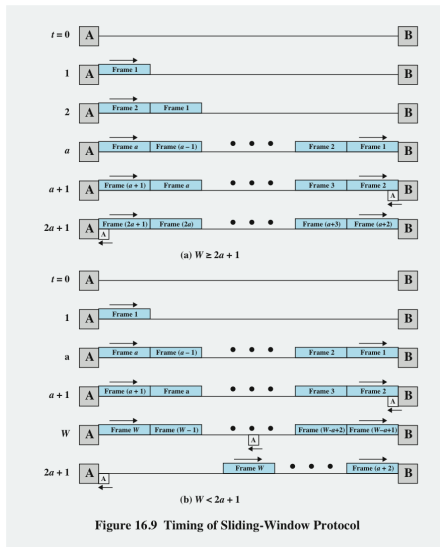 t = 0 A B
1 A Frame 1 B
2 A Frame 2 Frame 1 B
a A Frame a Frame (a – 1) • • • Frame 2 Frame 1 B
a + 1 A Frame (a + 1) Frame a • • • Frame 3 Frame 2 B
A
2a + 1 A Frame (2a + 1) Frame (2a) • • • Frame (a+3) Frame (a+2) B
A
(a) W ≥ 2a + 1
t = 0 A B
1 A Frame 1 B
a A Frame a Frame (a – 1) • • • Frame 2 Frame 1 B
a + 1 A Frame (a + 1) Frame a • • • Frame 3 Frame 2 B
A
W A Frame W Frame (W – 1) • • • Frame (W-a+2) Frame (W–a+1) B
A
2a + 1 A Frame W • • • Frame (a + 2) B
A
(b) W < 2a + 1
Figure 16.9 Timing of Sliding-Window Protocol